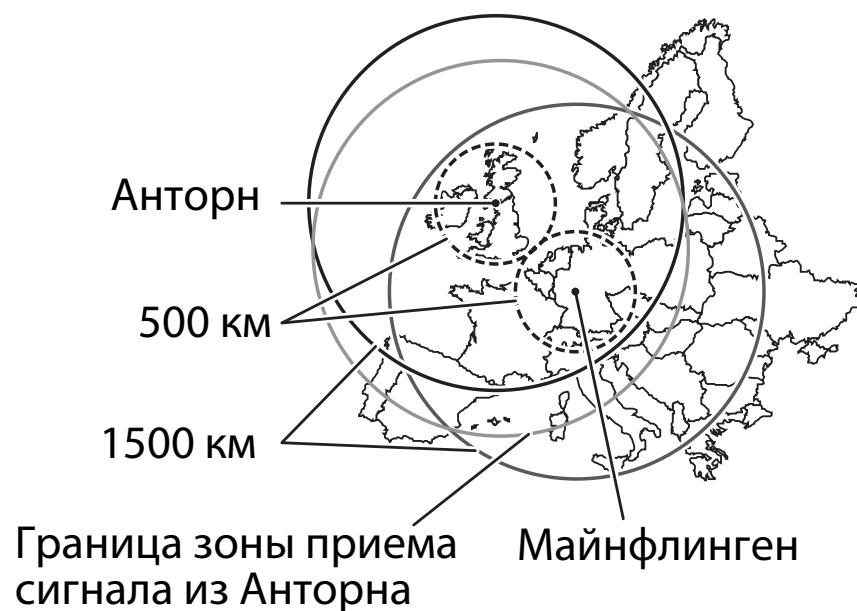 Анторн
500 км
1500 км
Граница зоны приема
сигнала из Анторна
Майнфлинген